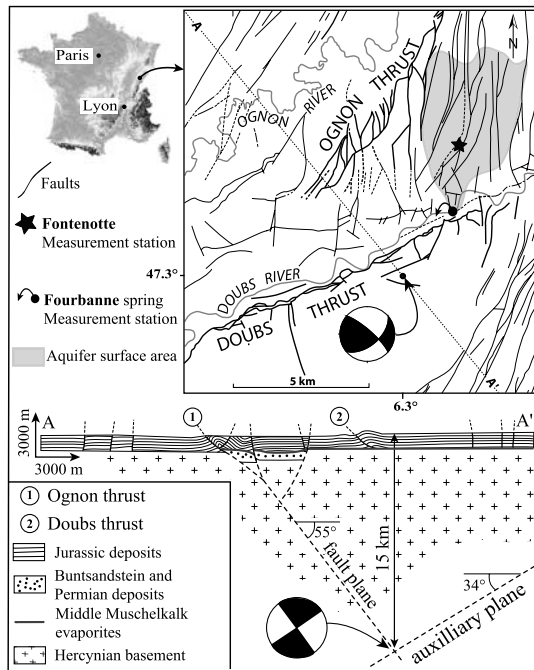 Paris
Lyon
Faults
Fontenotte
Measurement station
Fourbanne spring
Measurement station
Aquifer surface area
A
N
OGNON RIVER
OGNON THRUST
DOUBS RIVER
DOUBS THRUST
47.3°
5 km
6.3°
A'
3000 m
3000 m
A
1
2
A'
55°
fault plane
15 km
34°
auxilliary plane
1 Ognon thrust
2 Doubs thrust
Jurassic deposits
Buntsandstein and
Permian deposits
Middle Muschelkalk
evaporites
Hercynian basement